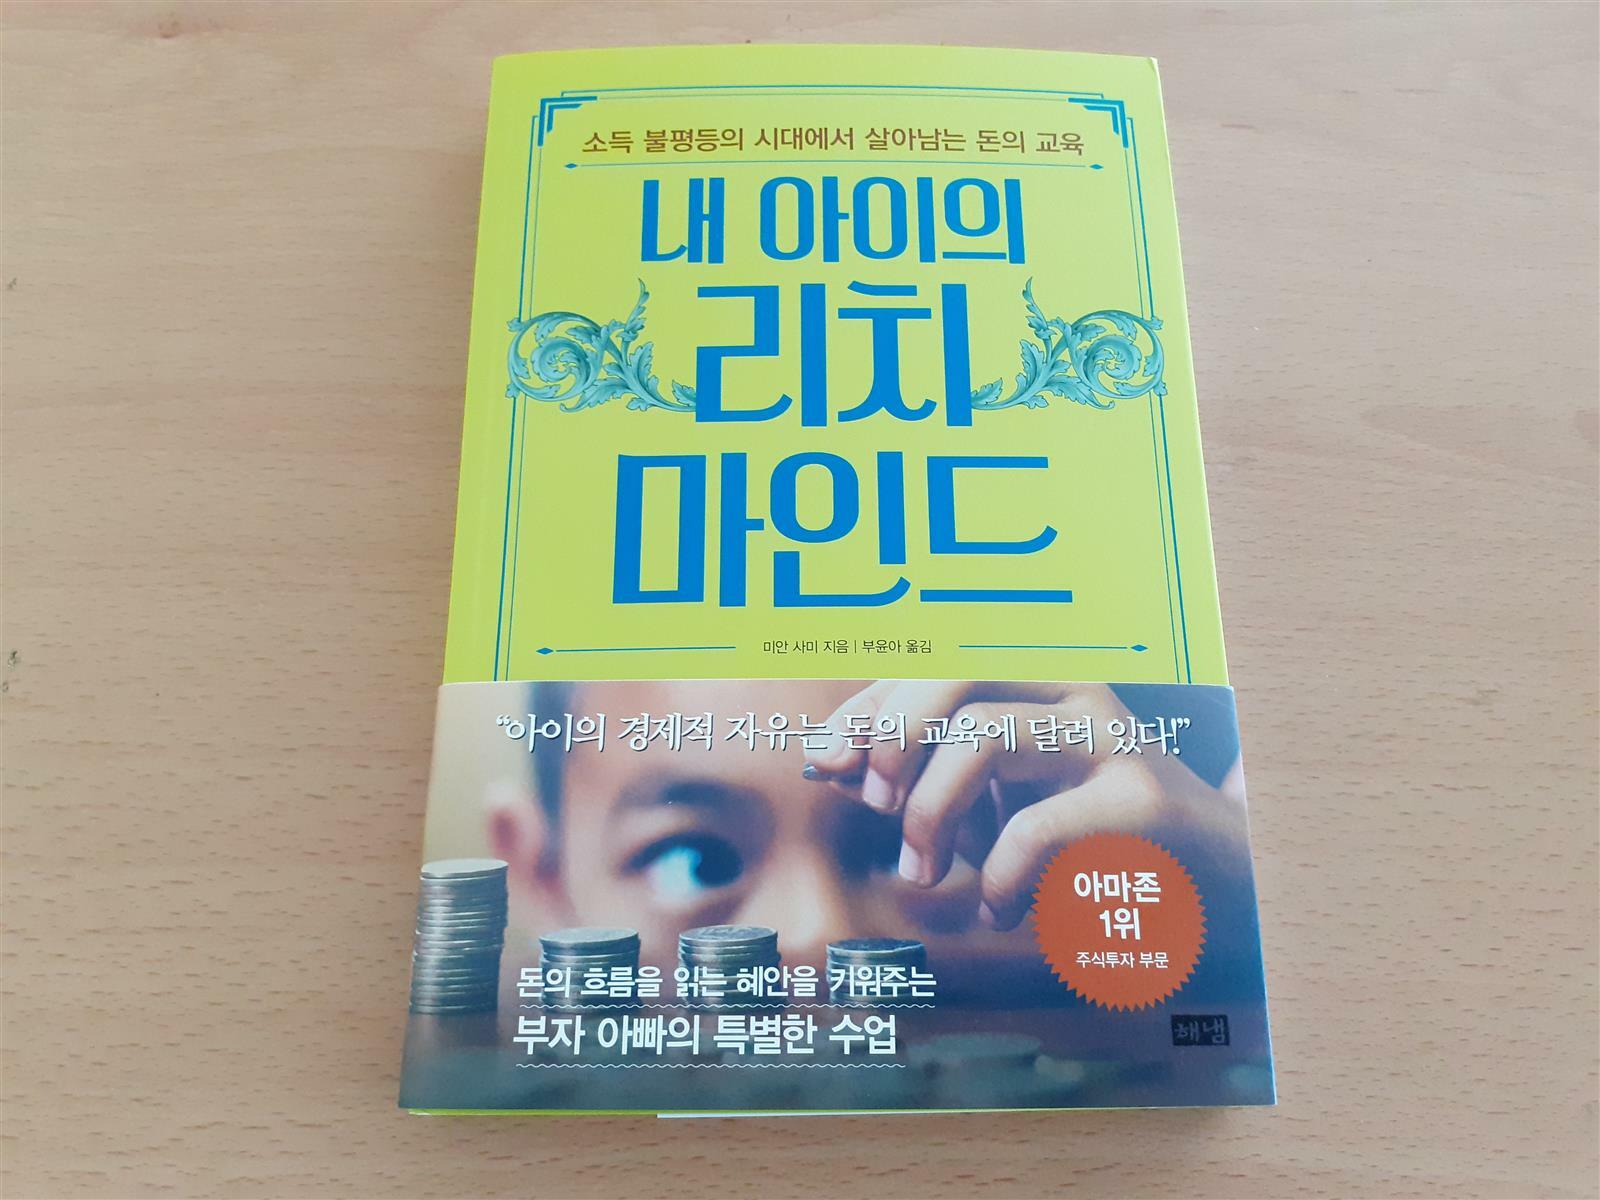 소득 불평등의 시대에서 살아남는 돈의 교육
내 아이의
리치
마인드
미안 사미 지음 | 부윤아 옮김
“아이의 경제적 자유는 돈의 교육에 달려 있다!”
아마존
1위
주식투자 부문
돈의 흐름을 읽는 혜안을 키워주는
부자 아빠의 특별한 수업
해냄